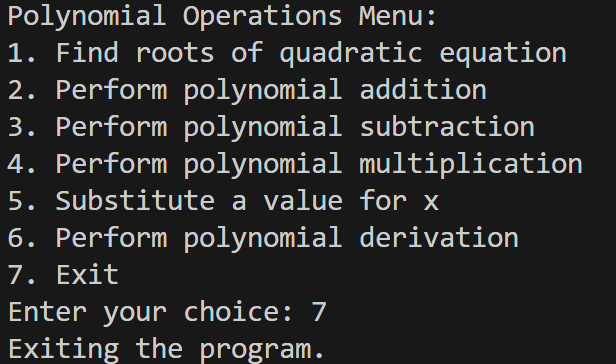 Polynomial Operations Menu:
1. Find roots of quadratic equation
2. Perform polynomial addition
3. Perform polynomial subtraction
4. Perform polynomial multiplication
5. Substitute a value for x
6. Perform polynomial derivation
7. Exit
Enter your choice: 7
Exiting the program.